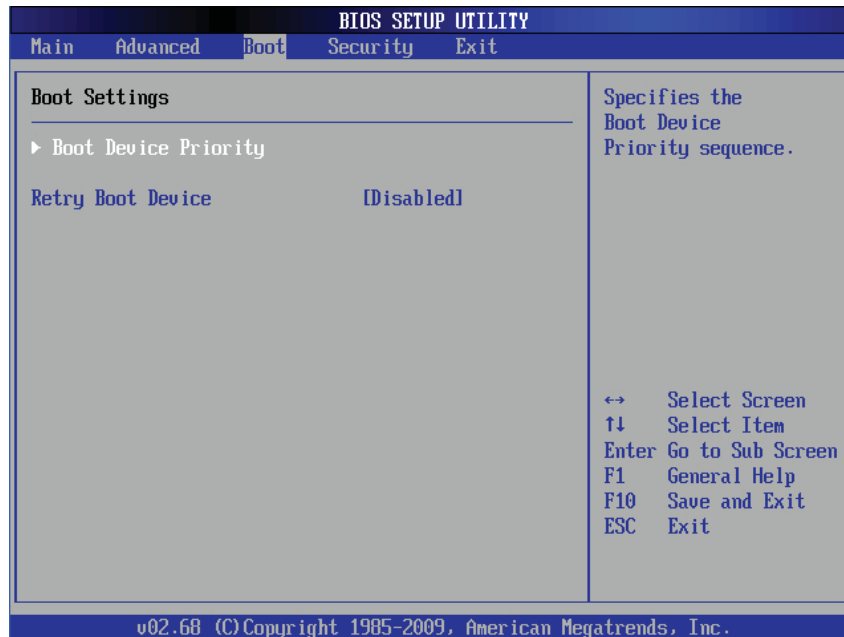 BIOS SETUP UTILITY
Main Advanced Boot Security Exit
Boot Settings
▶ Boot Device Priority
Retry Boot Device [Disabled]
Specifies the
Boot Device
Priority sequence.
↔ Select Screen
↑↓ Select Item
Enter Go to Sub Screen
F1 General Help
F10 Save and Exit
ESC Exit
v02.68 (C)Copyright 1985-2009, American Megatrends, Inc.